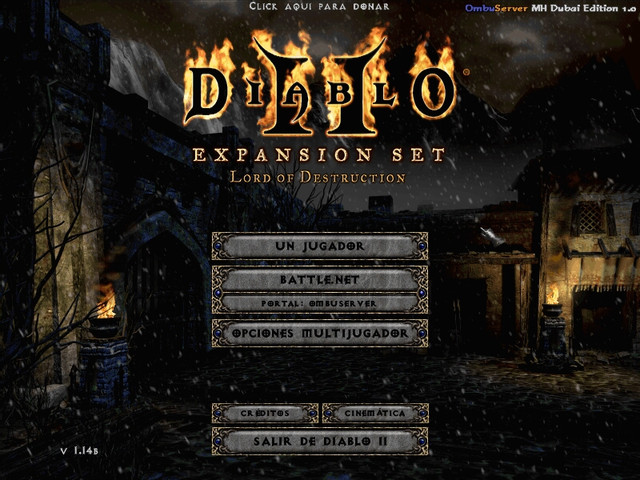 Click aqui para donar
OmbuServer MH Dubai Edition 1.0
DIABLO II®
EXPANSION SET
LORD OF DESTRUCTION
UN JUGADOR
BATTLE.NET
PORTAL: OMBUSERVER
OPCIONES MULTIJUGADOR
CRÉDITOS
CINEMÁTICA
SALIR DE DIABLO II
V 1.14B